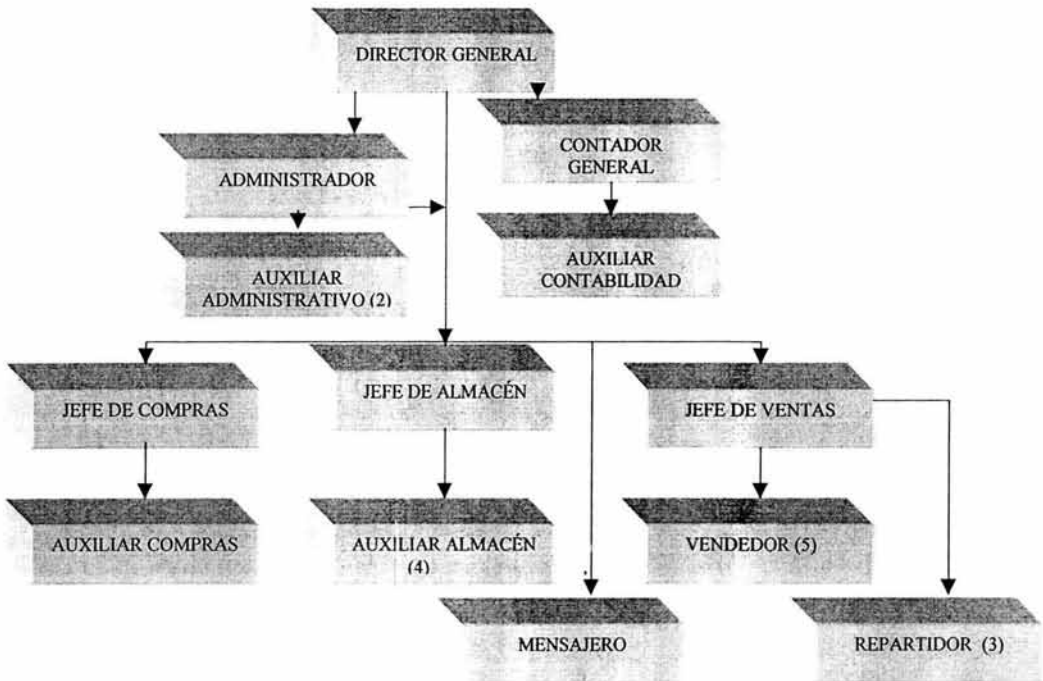 DIRECTOR GENERAL
CONTADOR
GENERAL
ADMINISTRADOR
AUXILIAR
CONTABILIDAD
AUXILIAR
ADMINISTRATIVO (2)
JEFE DE COMPRAS
JEFE DE ALMACÉN
JEFE DE VENTAS
AUXILIAR COMPRAS
AUXILIAR ALMACÉN
(4)
VENDEDOR (5)
MENSAJERO
REPARTIDOR (3)